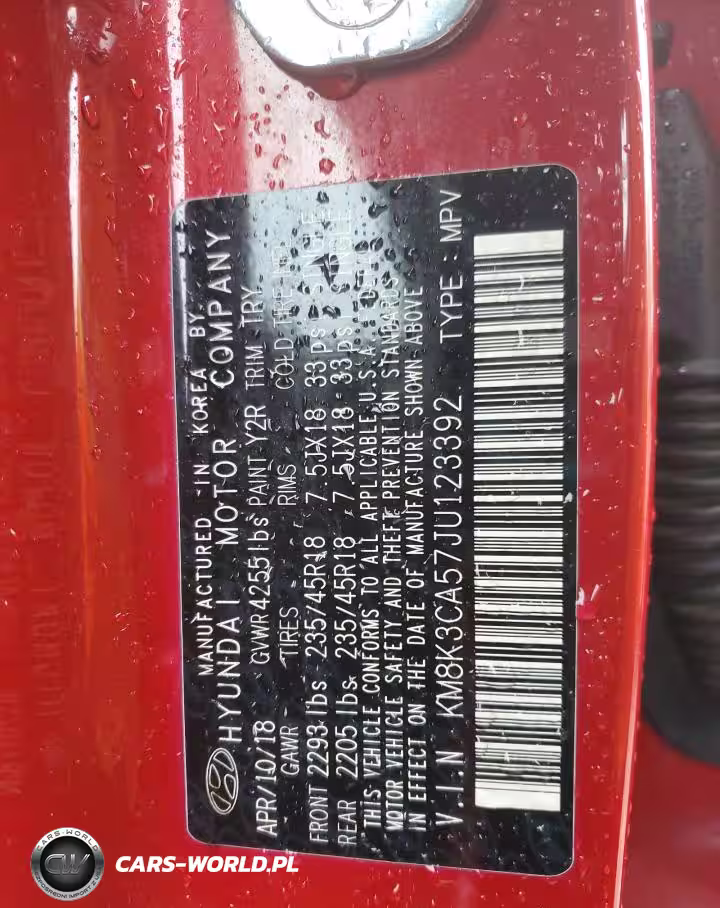 MANUFACTURED IN KOREA BY
HYUNDAI MOTOR COMPANY
APR/10/18 GVWR 4255lbs PAINT Y2R TRIM TRY
GAWR TIRES RIMS COLD
FRONT 2293 lbs 235/45R18 7.5JX18 33 psi SINGLE
REAR 2205 lbs 235/45R18 7.5JX18 33 psi SINGLE
THIS VEHICLE CONFORMS TO ALL APPLICABLE U.S.A.
MOTOR VEHICLE SAFETY AND THEFT PREVENTION STANDARDS
IN EFFECT ON THE DATE OF MANUFACTURE SHOWN ABOVE
V.I.N KM8K3CA57JU123392 TYPE : MPV
CARS-WORLD
CW
CARS-WORLD.PL